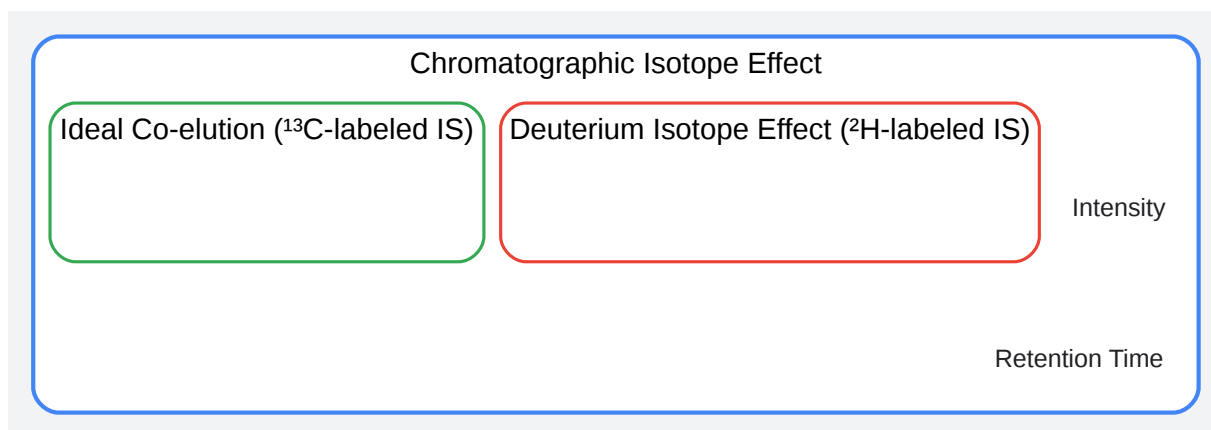 Chromatographic Isotope Effect
Ideal Co-elution (¹³C-labeled IS)
Deuterium Isotope Effect (²H-labeled IS)
Intensity
Retention Time